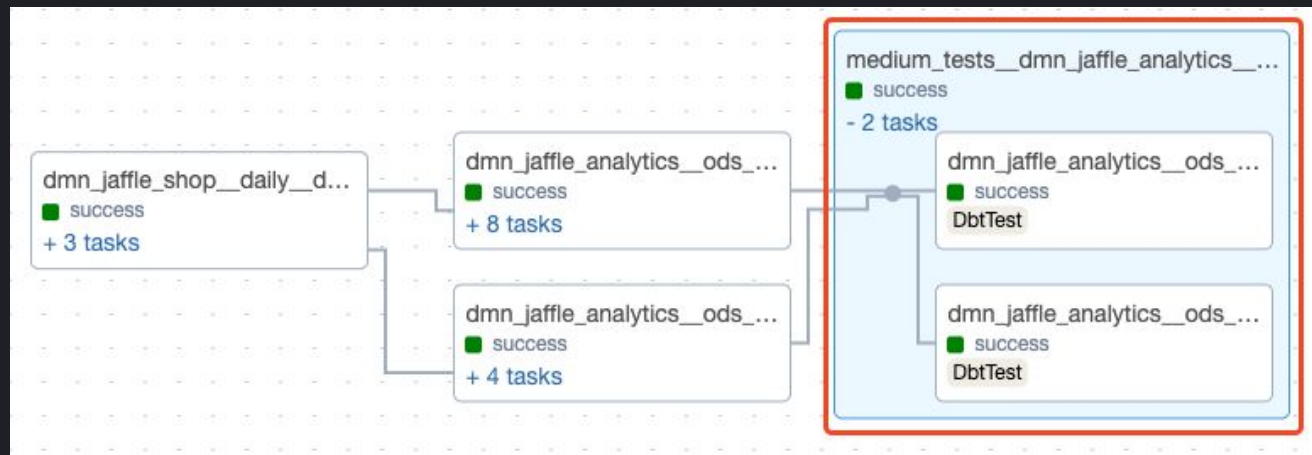 dmn_jaffle_shop__daily__d...
success
+ 3 tasks
dmn_jaffle_analytics__ods_...
success
+ 8 tasks
dmn_jaffle_analytics__ods_...
success
+ 4 tasks
medium_tests__dmn_jaffle_analytics__...
success
- 2 tasks
dmn_jaffle_analytics__ods_...
success
DbtTest
dmn_jaffle_analytics__ods_...
success
DbtTest